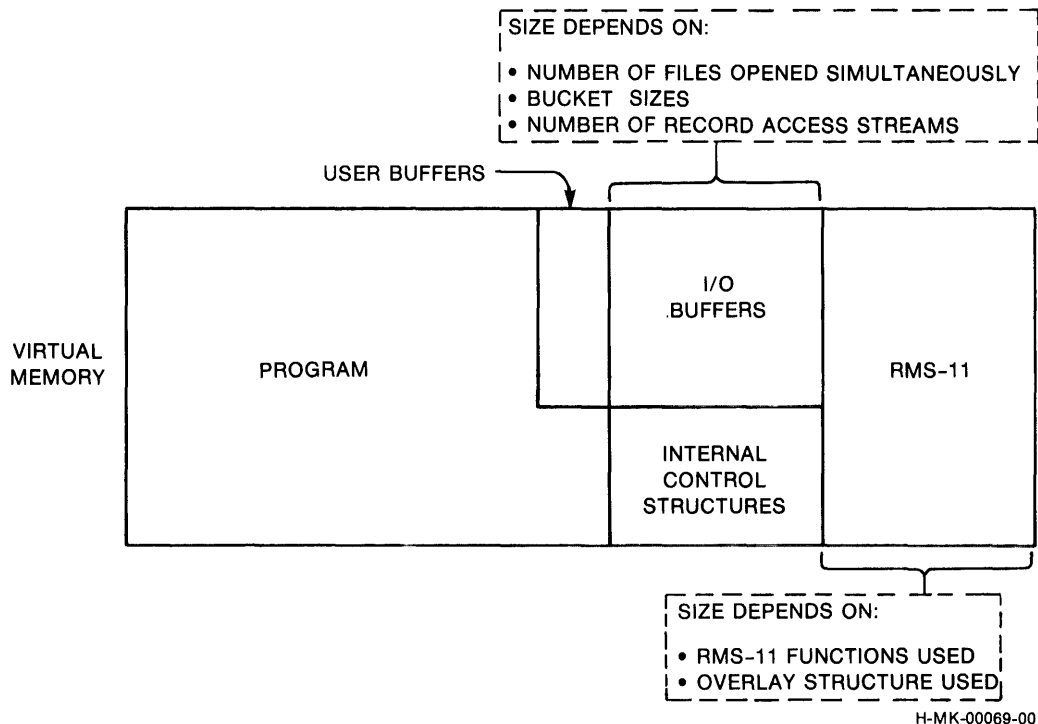 SIZE DEPENDS ON:
• NUMBER OF FILES OPENED SIMULTANEOUSLY
• BUCKET SIZES
• NUMBER OF RECORD ACCESS STREAMS
USER BUFFERS
I/O
BUFFERS
VIRTUAL
MEMORY
PROGRAM
RMS-11
INTERNAL
CONTROL
STRUCTURES
SIZE DEPENDS ON:
• RMS-11 FUNCTIONS USED
• OVERLAY STRUCTURE USED
H-MK-00069-00